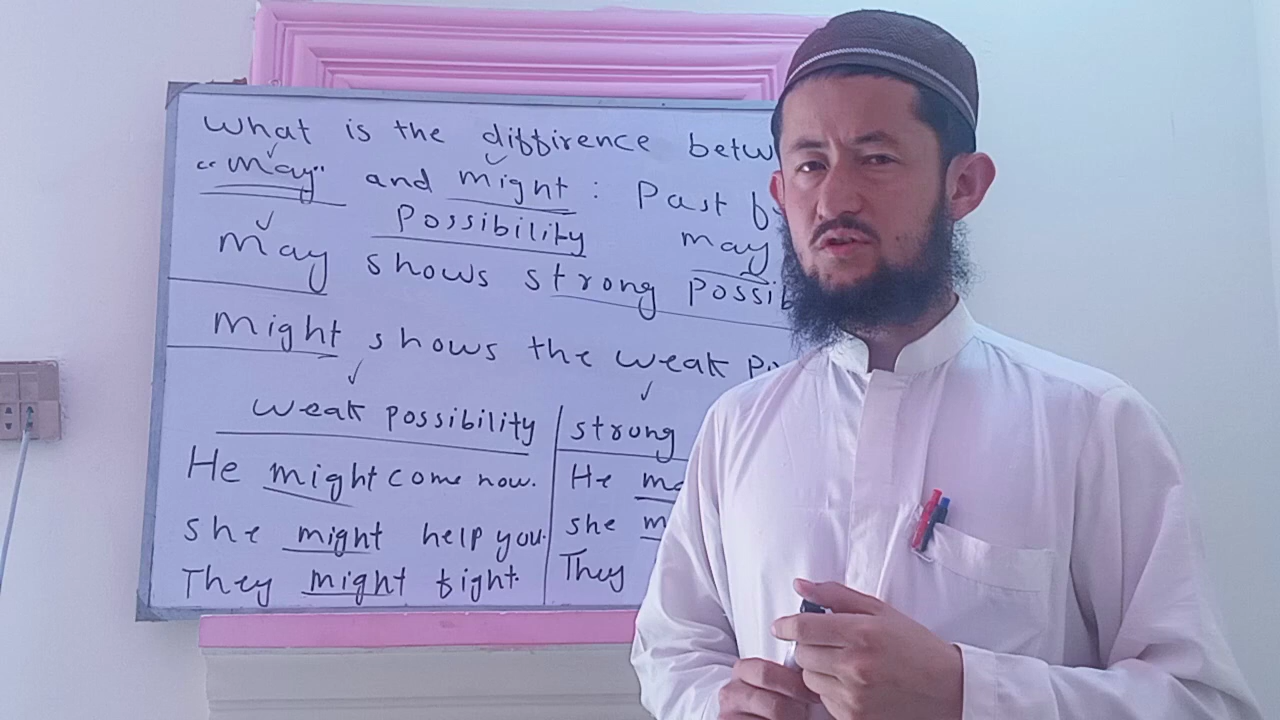 What is the diffirence betw
"May" and might : Past
Possibility may
May shows strong possib
Might shows the weak
Weak possibility strong
He might come now. He
She might help you. She
They might fight. They